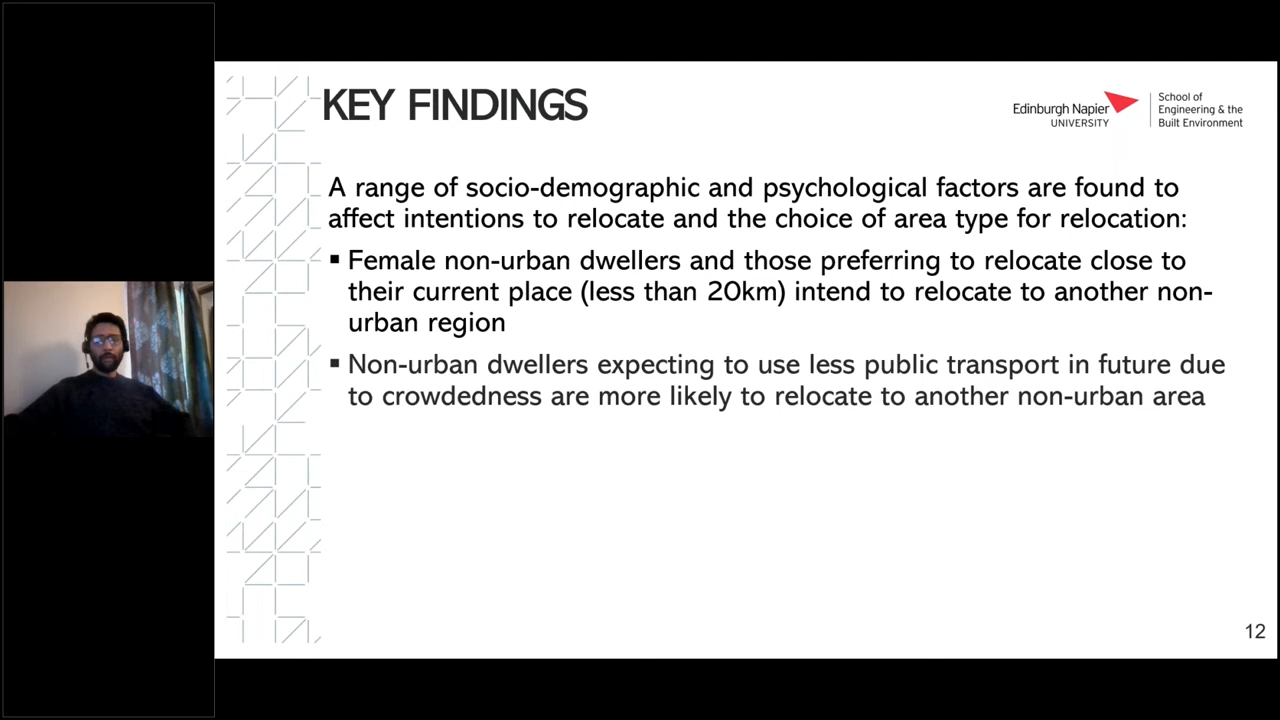 KEY FINDINGS
Edinburgh Napier
UNIVERSITY
School of
Engineering & the
Built Environment
A range of socio-demographic and psychological factors are found to
affect intentions to relocate and the choice of area type for relocation:
▪ Female non-urban dwellers and those preferring to relocate close to
their current place (less than 20km) intend to relocate to another non-
urban region
▪ Non-urban dwellers expecting to use less public transport in future due
to crowdedness are more likely to relocate to another non-urban area
12